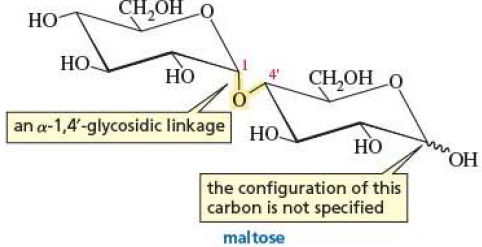 CH₂OH
O
HO
HO
HO
1
4'
O
CH₂OH
O
an α-1,4'-glycosidic linkage
HO
HO
OH
the configuration of this
carbon is not specified
maltose